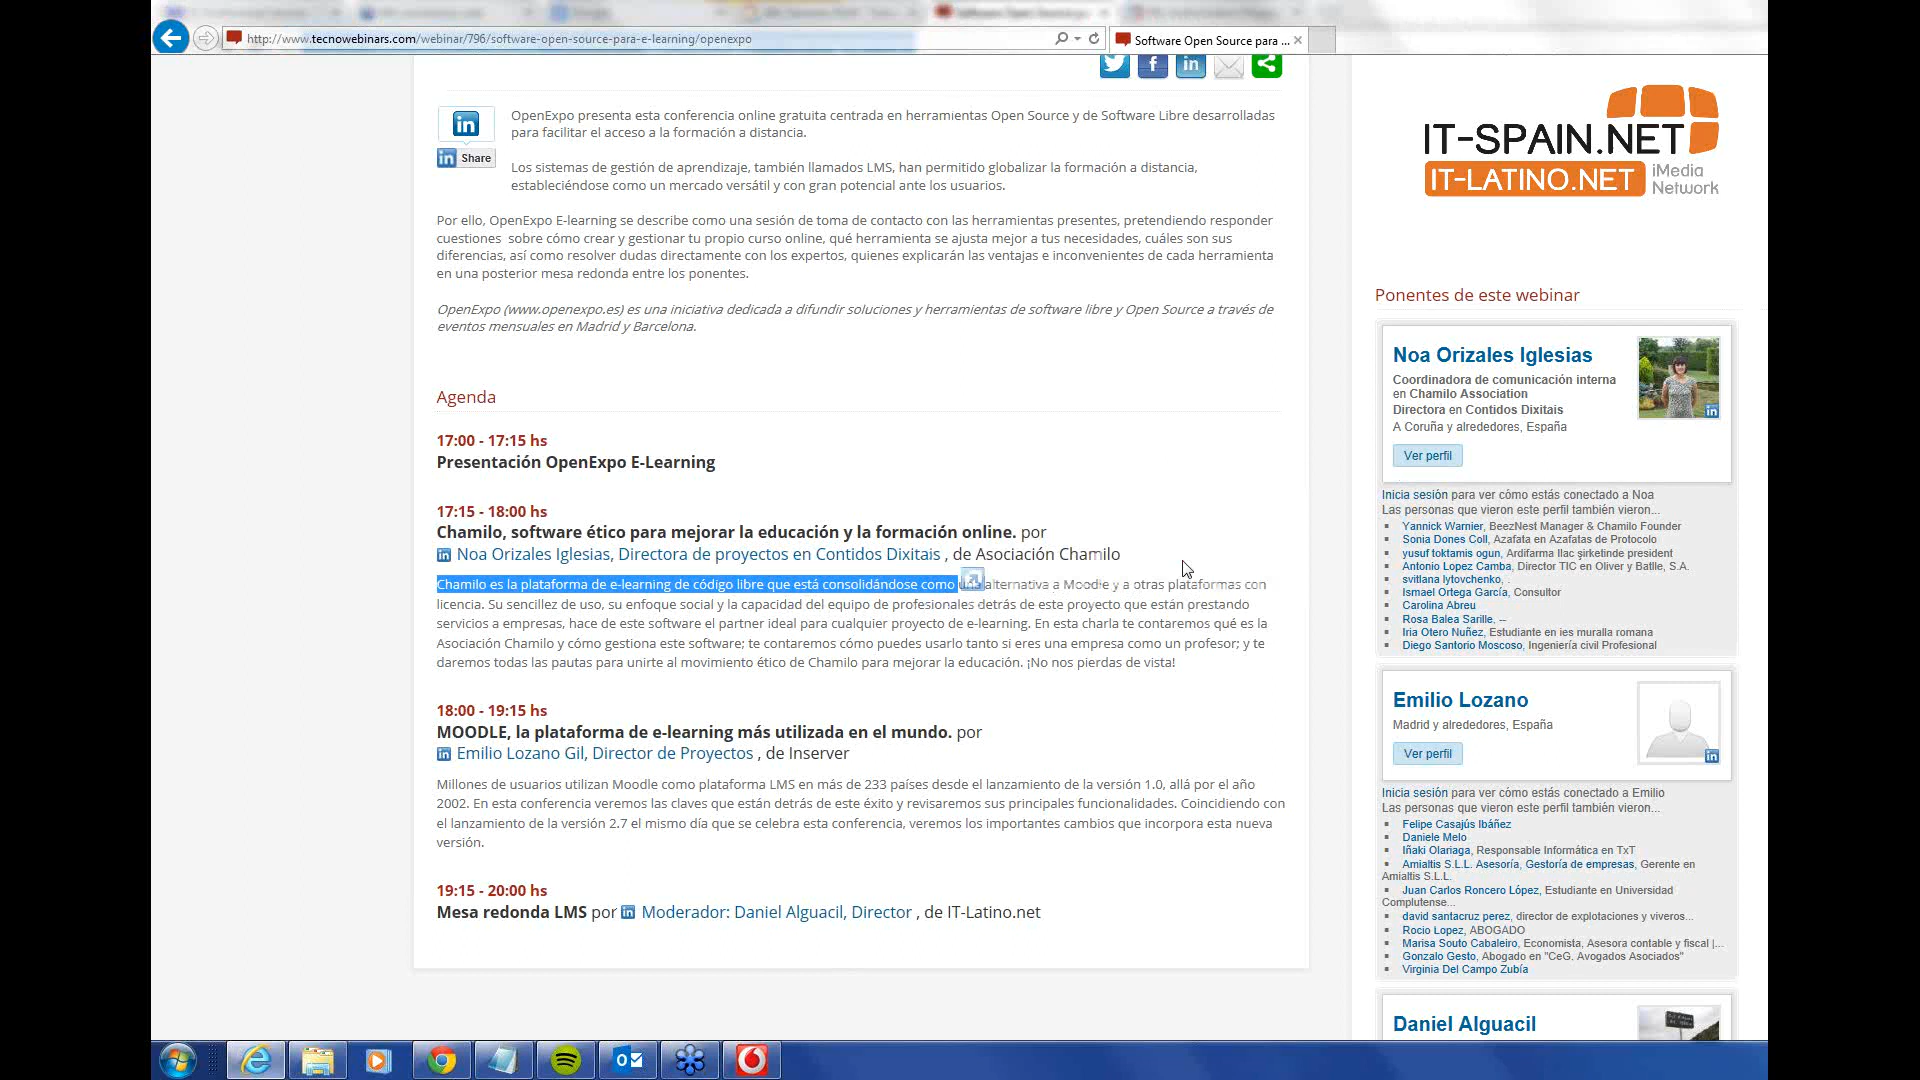 http://www.tecnowebinars.com/webinar/796/software-open-source-para-e-learning/openexpo
Software Open Source para ...
in
in Share
OpenExpo presenta esta conferencia online gratuita centrada en herramientas Open Source y de Software Libre desarrolladas
para facilitar el acceso a la formación a distancia.
Los sistemas de gestión de aprendizaje, también llamados LMS, han permitido globalizar la formación a distancia,
estableciéndose como un mercado versátil y con gran potencial ante los usuarios.
Por ello, OpenExpo E-learning se describe como una sesión de toma de contacto con las herramientas presentes, pretendiendo responder
cuestiones sobre cómo crear y gestionar tu propio curso online, qué herramienta se ajusta mejor a tus necesidades, cuáles son sus
diferencias, así como resolver dudas directamente con los expertos, quienes explicarán las ventajas e inconvenientes de cada herramienta
en una posterior mesa redonda entre los ponentes.
OpenExpo (www.openexpo.es) es una iniciativa dedicada a difundir soluciones y herramientas de software libre y Open Source a través de
eventos mensuales en Madrid y Barcelona.
Agenda
17:00 - 17:15 hs
Presentación OpenExpo E-Learning
17:15 - 18:00 hs
Chamilo, software ético para mejorar la educación y la formación online. por
in Noa Orizales Iglesias, Directora de proyectos en Contidos Dixitais , de Asociación Chamilo
Chamilo es la plataforma de e-learning de código libre que está consolidándose como una alternativa a Moodle y a otras plataformas con
licencia. Su sencillez de uso, su enfoque social y la capacidad del equipo de profesionales detrás de este proyecto que están prestando
servicios a empresas, hace de este software el partner ideal para cualquier proyecto de e-learning. En esta charla te contaremos qué es la
Asociación Chamilo y cómo gestiona este software; te contaremos cómo puedes usarlo tanto si eres una empresa como un profesor; y te
daremos todas las pautas para unirte al movimiento ético de Chamilo para mejorar la educación. ¡No nos pierdas de vista!
18:00 - 19:15 hs
MOODLE, la plataforma de e-learning más utilizada en el mundo. por
in Emilio Lozano Gil, Director de Proyectos , de Inserver
Millones de usuarios utilizan Moodle como plataforma LMS en más de 233 países desde el lanzamiento de la versión 1.0, allá por el año
2002. En esta conferencia veremos las claves que están detrás de este éxito y revisaremos sus principales funcionalidades. Coincidiendo con
el lanzamiento de la versión 2.7 el mismo día que se celebra esta conferencia, veremos los importantes cambios que incorpora esta nueva
versión.
19:15 - 20:00 hs
Mesa redonda LMS por in Moderador: Daniel Alguacil, Director , de IT-Latino.net
IT-SPAIN.NET
IT-LATINO.NET iMedia Network
Ponentes de este webinar
Noa Orizales Iglesias
Coordinadora de comunicación interna
en Chamilo Association
Directora en Contidos Dixitais
A Coruña y alrededores, España
Ver perfil
Inicia sesión para ver cómo estás conectado a Noa
Las personas que vieron este perfil también vieron...
Yannick Warnier, BeezNest Manager & Chamilo Founder
Sonia Dones Coll, Azafata en Azafatas de Protocolo
yusuf toktamis ogun, Ardifarma Ilac şirketinde president
Antonio Lopez Camba, Director TIC en Oliver y Batlle, S.A.
svitlana lytovchenko, .
Ismael Ortega García, Consultor
Carolina Abreu
Rosa Balea Sarille, --
Iria Otero Nuñez, Estudiante en ies muralla romana
Diego Santorio Moscoso, Ingeniería civil Profesional
Emilio Lozano
Madrid y alrededores, España
Ver perfil
Inicia sesión para ver cómo estás conectado a Emilio
Las personas que vieron este perfil también vieron...
Felipe Casajús Ibáñez
Daniele Melo
Iñaki Olariaga, Responsable Informática en TxT
Amialtis S.L.L. Asesoría, Gestoría de empresas, Gerente en
Amialtis S.L.L.
Juan Carlos Roncero López, Estudiante en Universidad
Complutense...
david santacruz perez, director de explotaciones y viveros...
Rocio Lopez, ABOGADO
Marisa Souto Cabaleiro, Economista, Asesora contable y fiscal |...
Gonzalo Gesto, Abogado en "CeG. Avogados Asociados"
Virginia Del Campo Zubía
Daniel Alguacil